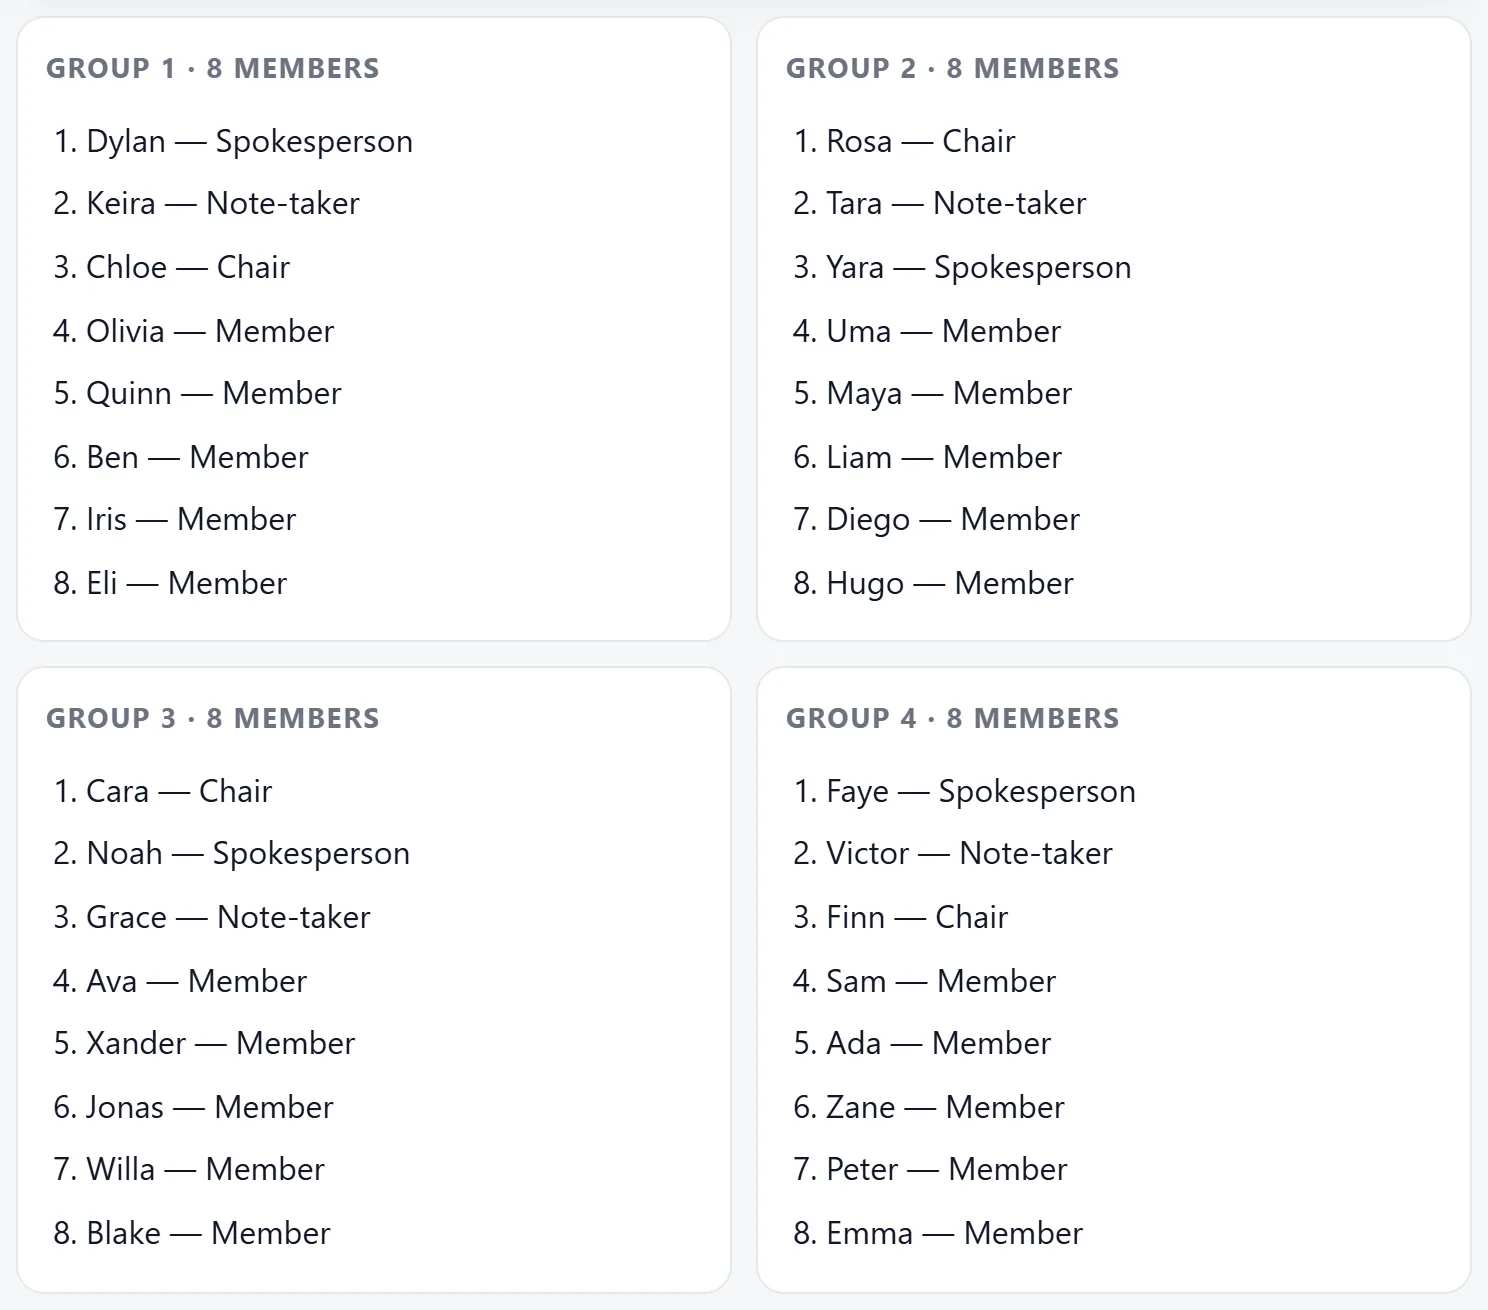 GROUP 1 · 8 MEMBERS
1. Dylan — Spokesperson
2. Keira — Note-taker
3. Chloe — Chair
4. Olivia — Member
5. Quinn — Member
6. Ben — Member
7. Iris — Member
8. Eli — Member
GROUP 2 · 8 MEMBERS
1. Rosa — Chair
2. Tara — Note-taker
3. Yara — Spokesperson
4. Uma — Member
5. Maya — Member
6. Liam — Member
7. Diego — Member
8. Hugo — Member
GROUP 3 · 8 MEMBERS
1. Cara — Chair
2. Noah — Spokesperson
3. Grace — Note-taker
4. Ava — Member
5. Xander — Member
6. Jonas — Member
7. Willa — Member
8. Blake — Member
GROUP 4 · 8 MEMBERS
1. Faye — Spokesperson
2. Victor — Note-taker
3. Finn — Chair
4. Sam — Member
5. Ada — Member
6. Zane — Member
7. Peter — Member
8. Emma — Member